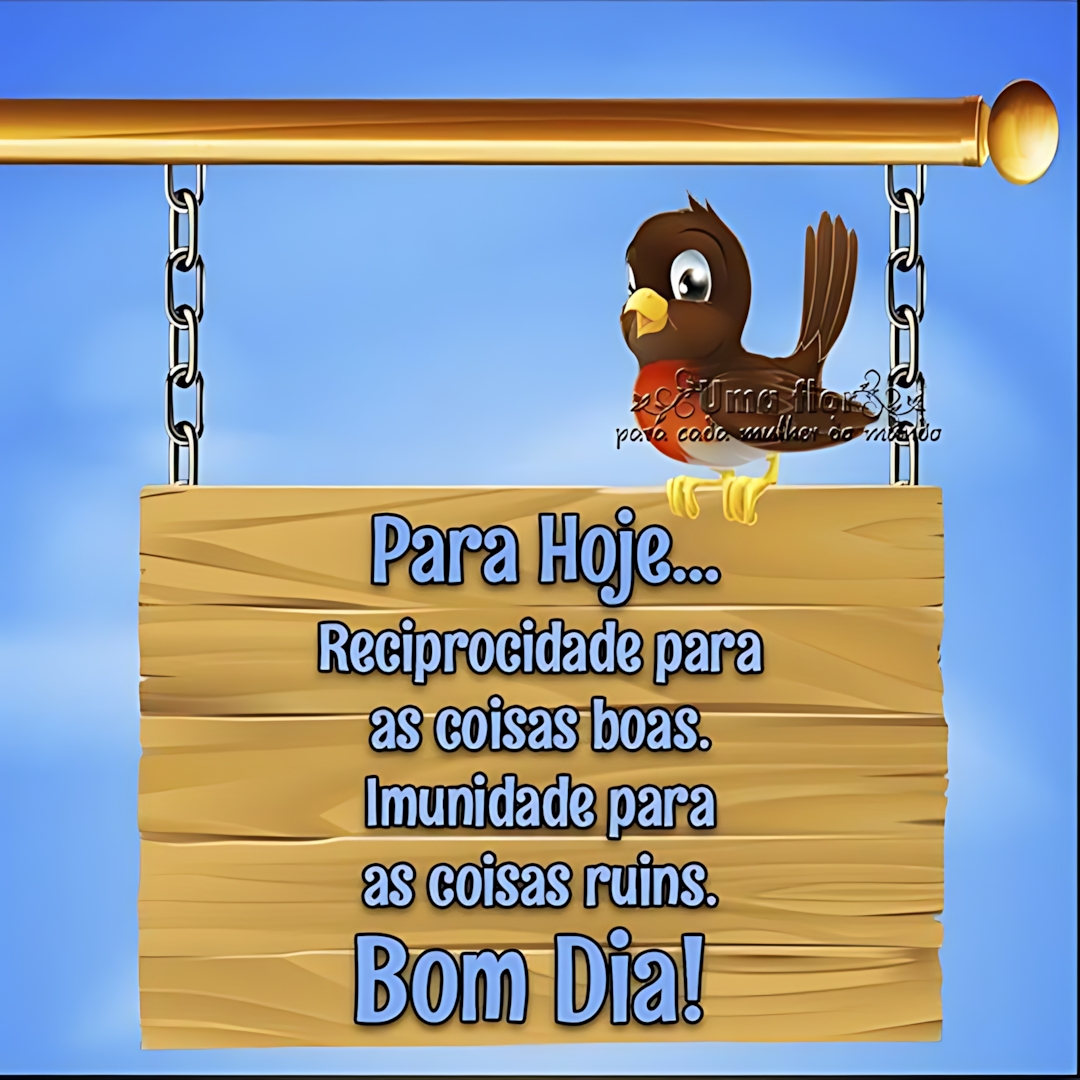 Uma flor
para cada mulher do mundo
Para Hoje...
Reciprocidade para
as coisas boas.
Imunidade para
as coisas ruins.
Bom Dia!